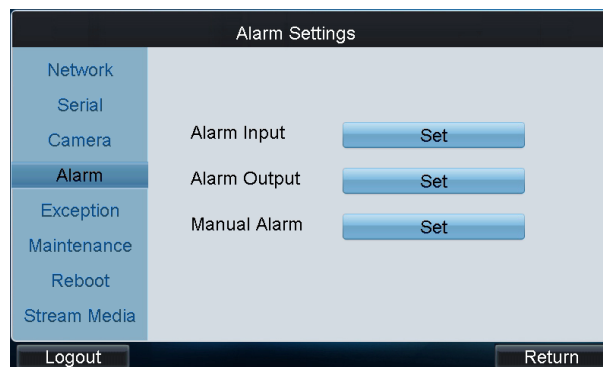 Alarm Settings
Network
Serial
Camera
Alarm
Exception
Maintenance
Reboot
Stream Media
Alarm Input Set
Alarm Output Set
Manual Alarm Set
Logout Return